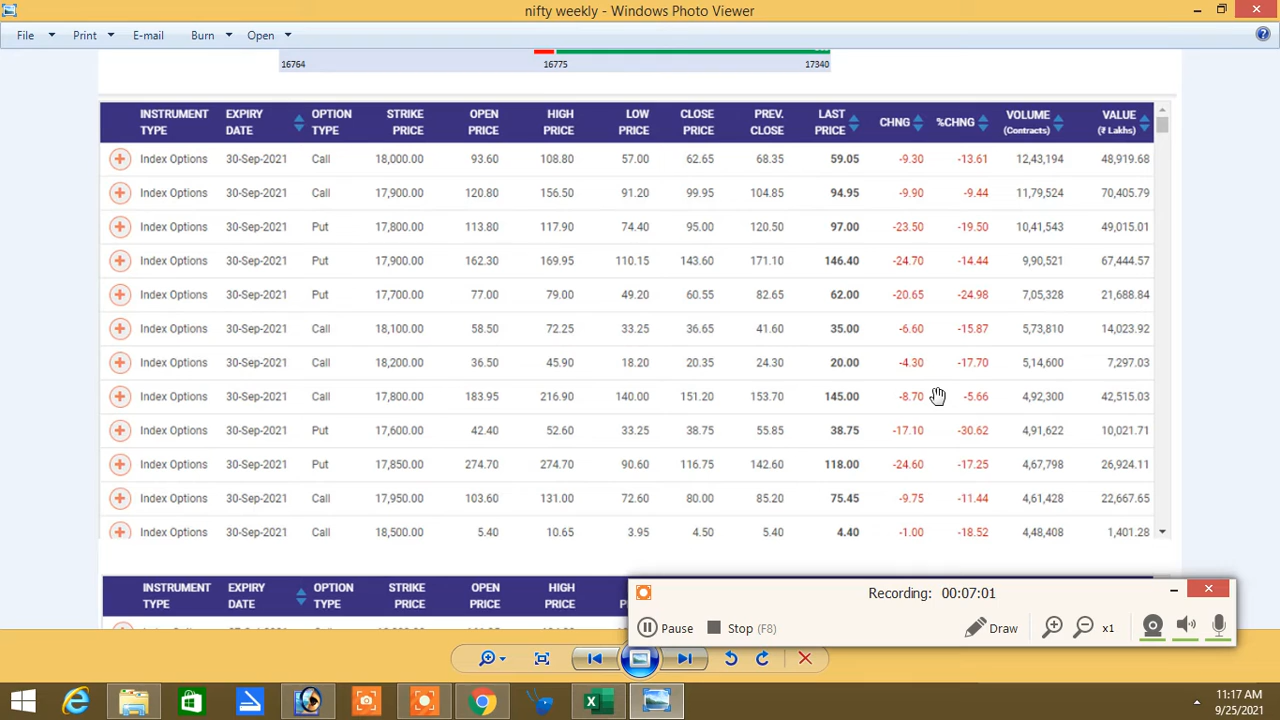 nifty weekly - Windows Photo Viewer
File Print E-mail Burn Open
16764 16775 17340
INSTRUMENT TYPE EXPIRY DATE OPTION TYPE STRIKE PRICE OPEN PRICE HIGH PRICE LOW PRICE CLOSE PRICE PREV. CLOSE LAST PRICE CHNG %CHNG VOLUME (Contracts) VALUE (₹ Lakhs)
Index Options 30-Sep-2021 Call 18,000.00 93.60 108.80 57.00 62.65 68.35 59.05 -9.30 -13.61 12,43,194 48,919.68
Index Options 30-Sep-2021 Call 17,900.00 120.80 156.50 91.20 99.95 104.85 94.95 -9.90 -9.44 11,79,524 70,405.79
Index Options 30-Sep-2021 Put 17,800.00 113.80 117.90 74.40 95.00 120.50 97.00 -23.50 -19.50 10,41,543 49,015.01
Index Options 30-Sep-2021 Put 17,900.00 162.30 169.95 110.15 143.60 171.10 146.40 -24.70 -14.44 9,90,521 67,444.57
Index Options 30-Sep-2021 Put 17,700.00 77.00 79.00 49.20 60.55 82.65 62.00 -20.65 -24.98 7,05,328 21,688.84
Index Options 30-Sep-2021 Call 18,100.00 58.50 72.25 33.25 36.65 41.60 35.00 -6.60 -15.87 5,73,810 14,023.92
Index Options 30-Sep-2021 Call 18,200.00 36.50 45.90 18.20 20.35 24.30 20.00 -4.30 -17.70 5,14,600 7,297.03
Index Options 30-Sep-2021 Call 17,800.00 183.95 216.90 140.00 151.20 153.70 145.00 -8.70 -5.66 4,92,300 42,515.03
Index Options 30-Sep-2021 Put 17,600.00 42.40 52.60 33.25 38.75 55.85 38.75 -17.10 -30.62 4,91,622 10,021.71
Index Options 30-Sep-2021 Put 17,850.00 274.70 274.70 90.60 116.75 142.60 118.00 -24.60 -17.25 4,67,798 26,924.11
Index Options 30-Sep-2021 Call 17,950.00 103.60 131.00 72.60 80.00 85.20 75.45 -9.75 -11.44 4,61,428 22,667.65
Index Options 30-Sep-2021 Call 18,500.00 5.40 10.65 3.95 4.50 5.40 4.40 -1.00 -18.52 4,48,408 1,401.28
INSTRUMENT TYPE EXPIRY DATE OPTION TYPE STRIKE PRICE OPEN PRICE HIGH PRICE
Recording: 00:07:01
Pause Stop (F8) Draw x1
11:17 AM
9/25/2021